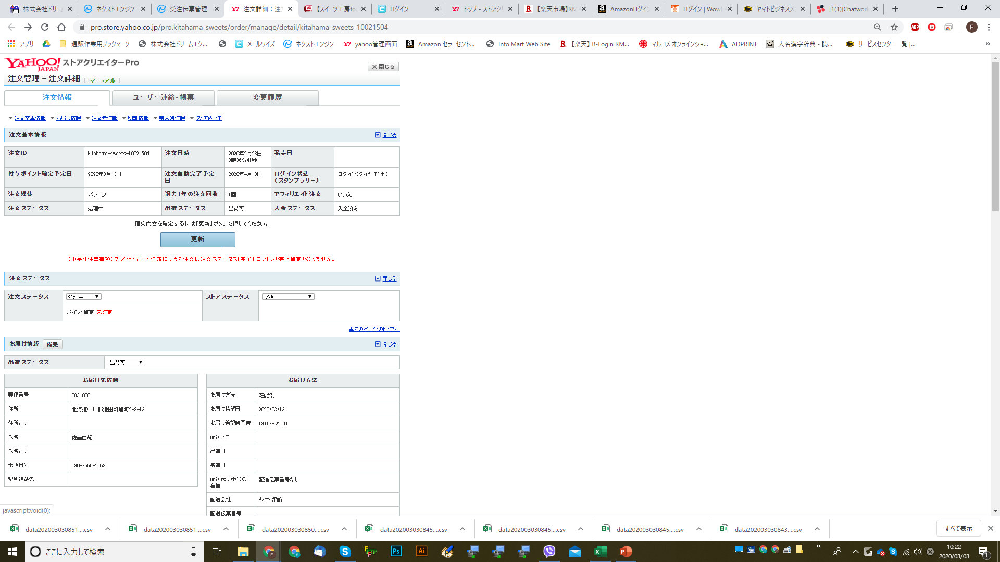 株式会社ドリーム
ネクストエンジン
受注伝票管理
注文詳細：注
【スイーツ工房fo
ログイン
トップ - ストアクリ
【楽天市場】RM
Amazonログイン
ログイン | Wow!
ヤマトビジネスメン
[1(1)]Chatwork
pro.store.yahoo.co.jp/pro.kitahama-sweets/order/manage/detail/kitahama-sweets-10021504
ABP
F
アプリ
通販作業用ブックマーク
株式会社ドリームエク...
メールワイズ
ネクストエンジン
yahoo管理画面
Amazon セラーセント...
Info Mart Web Site
【楽天】R-Login RM...
マルコメ オンラインショ...
ADPRINT
人名漢字辞典 - 読...
サービスセンター一覧 |...
»
YAHOO! JAPAN ストアクリエイターPro
×閉じる
注文管理 - 注文詳細 [ マニュアル ]
注文情報
ユーザー連絡・帳票
変更履歴
注文基本情報 お届け情報 注文者情報 明細情報 購入時情報 ストア内メモ
注文基本情報 閉じる
注文ID kitahama-sweets-10021504 注文日時 2020年2月28日 9時36分41秒 発売日
付与ポイント確定予定日 2020年3月13日 注文自動完了予定日 2020年4月13日 ログイン状態（スタンプラリー） ログイン（ダイヤモンド）
注文媒体 パソコン 過去1年の注文回数 1回 アフィリエイト注文 いいえ
注文ステータス 処理中 出荷ステータス 出荷可 入金ステータス 入金済み
編集内容を確定するには「更新」ボタンを押してください。
更新
【重要な注意事項】クレジットカード決済によるご注文は注文ステータス「完了」にしないと売上確定となりません。
注文ステータス 閉じる
注文ステータス 処理中 ストアステータス 選択
ポイント確定：未確定
▲このページのトップへ
お届け情報 編集 閉じる
出荷ステータス 出荷可
お届け先情報
郵便番号 083-0001
住所 北海道中川郡池田町旭町2-8-13
住所カナ
氏名 佐藤由紀
氏名カナ
電話番号 090-7655-2068
緊急連絡先
お届け方法
お届け方法 宅配便
お届け希望日 2020/03/13
お届け希望時間帯 19:00～21:00
配送メモ
出荷日
着荷日
配送伝票番号の有無 配送伝票番号なし
配送会社 ヤマト運輸
配送伝票番号
javascript:void(0);
data202003030851....csv
data202003030851....csv
data202003030850....csv
data202003030845....csv
data202003030845....csv
data202003030845....csv
data202003030843....csv
すべて表示
ここに入力して検索
10:22
2020/03/03
1